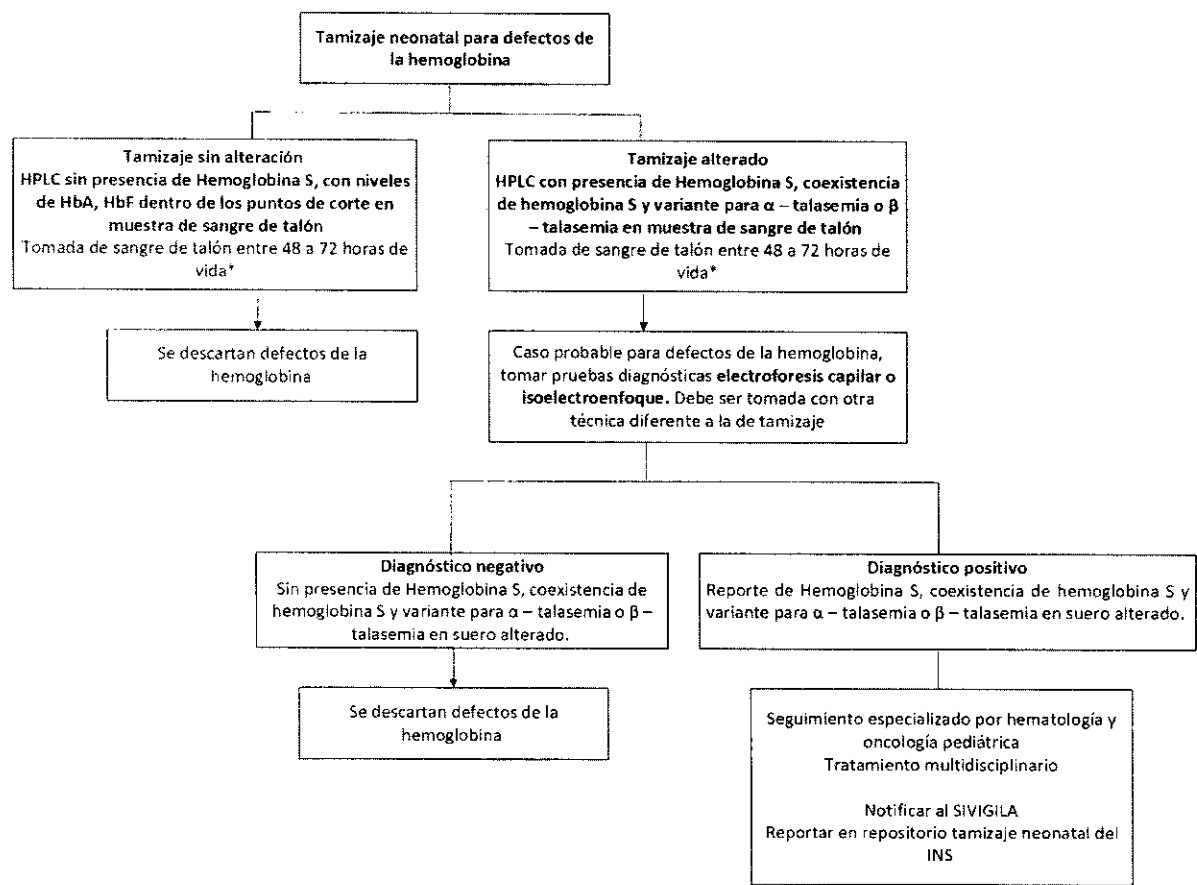 Tamizaje neonatal para defectos de
la hemoglobina
Tamizaje sin alteración
HPLC sin presencia de Hemoglobina S, con niveles
de HbA, HbF dentro de los puntos de corte en
muestra de sangre de talón
Tomada de sangre de talón entre 48 a 72 horas de
vida*
Tamizaje alterado
HPLC con presencia de Hemoglobina S, coexistencia
de hemoglobina S y variante para α – talasemia o β
– talasemia en muestra de sangre de talón
Tomada de sangre de talón entre 48 a 72 horas de
vida*
Se descartan defectos de la
hemoglobina
Caso probable para defectos de la hemoglobina,
tomar pruebas diagnósticas electroforesis capilar o
isoelectroenfoque. Debe ser tomada con otra
técnica diferente a la de tamizaje
Diagnóstico negativo
Sin presencia de Hemoglobina S, coexistencia de
hemoglobina S y variante para α – talasemia o β –
talasemia en suero alterado.
Diagnóstico positivo
Reporte de Hemoglobina S, coexistencia de hemoglobina S y
variante para α – talasemia o β – talasemia en suero alterado.
Se descartan defectos de la
hemoglobina
Seguimiento especializado por hematología y
oncología pediátrica
Tratamiento multidisciplinario
Notificar al SIVIGILA
Reportar en repositorio tamizaje neonatal del
INS